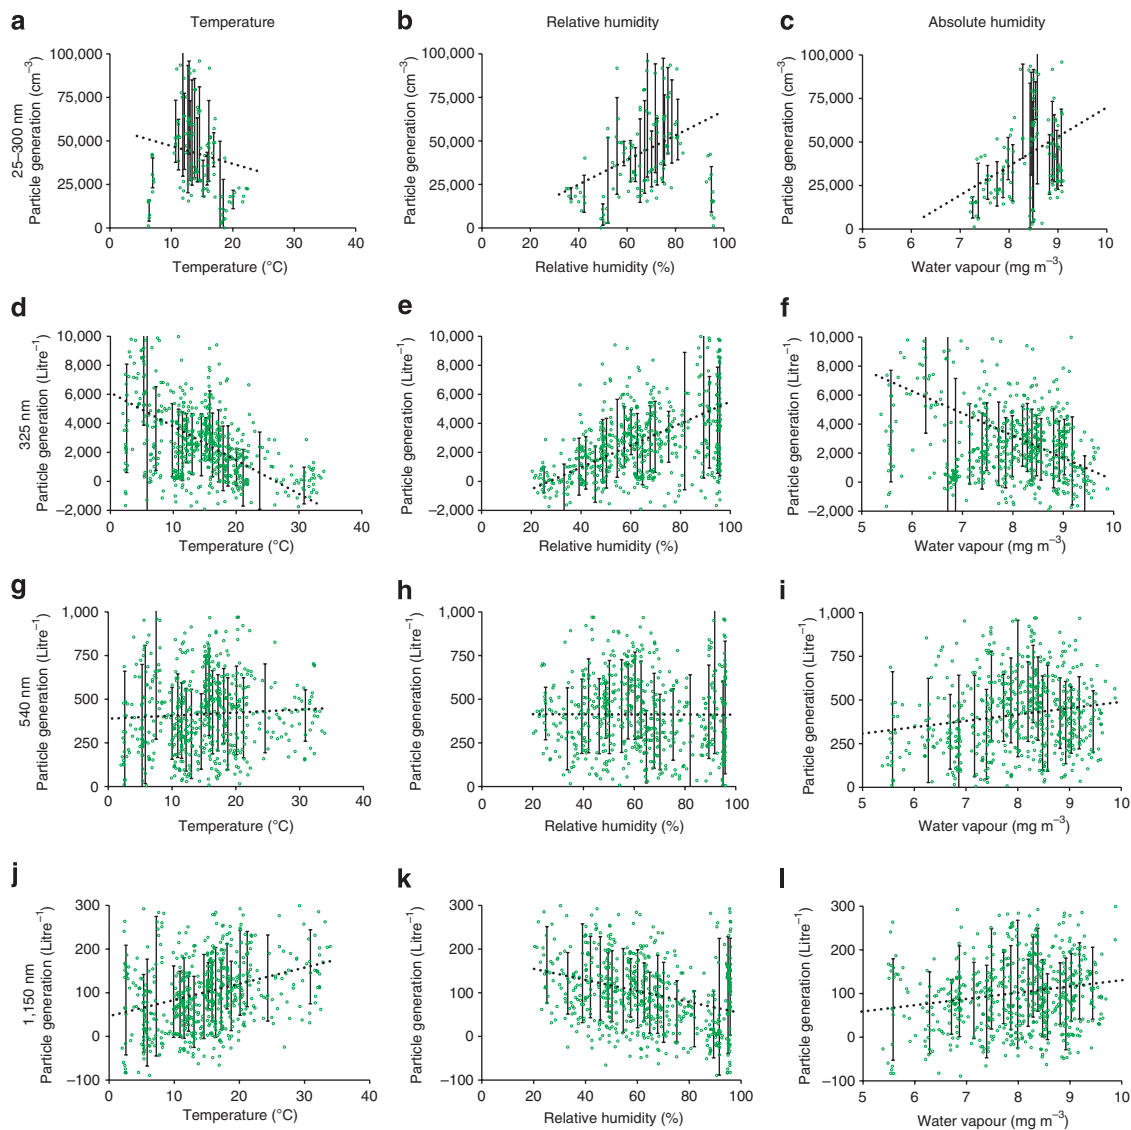 a Temperature
b Relative humidity
c Absolute humidity
25–300 nm
Particle generation (cm⁻³)
100,000
75,000
50,000
25,000
0
0 10 20 30 40
Temperature (°C)
Particle generation (cm⁻³)
100,000
75,000
50,000
25,000
0
0 20 40 60 80 100
Relative humidity (%)
Particle generation (cm⁻³)
100,000
75,000
50,000
25,000
0
5 6 7 8 9 10
Water vapour (mg m⁻³)
d
325 nm
Particle generation (Litre⁻¹)
10,000
8,000
6,000
4,000
2,000
0
−2,000
0 10 20 30 40
Temperature (°C)
e
Particle generation (Litre⁻¹)
10,000
8,000
6,000
4,000
2,000
0
−2,000
0 20 40 60 80 100
Relative humidity (%)
f
Particle generation (Litre⁻¹)
10,000
8,000
6,000
4,000
2,000
0
−2,000
5 6 7 8 9 10
Water vapour (mg m⁻³)
g
540 nm
Particle generation (Litre⁻¹)
1,000
750
500
250
0
0 10 20 30 40
Temperature (°C)
h
Particle generation (Litre⁻¹)
1,000
750
500
250
0
0 20 40 60 80 100
Relative humidity (%)
i
Particle generation (Litre⁻¹)
1,000
750
500
250
0
5 6 7 8 9 10
Water vapour (mg m⁻³)
j
1,150 nm
Particle generation (Litre⁻¹)
300
200
100
0
−100
0 10 20 30 40
Temperature (°C)
k
Particle generation (Litre⁻¹)
300
200
100
0
−100
0 20 40 60 80 100
Relative humidity (%)
l
Particle generation (Litre⁻¹)
300
200
100
0
−100
5 6 7 8 9 10
Water vapour (mg m⁻³)